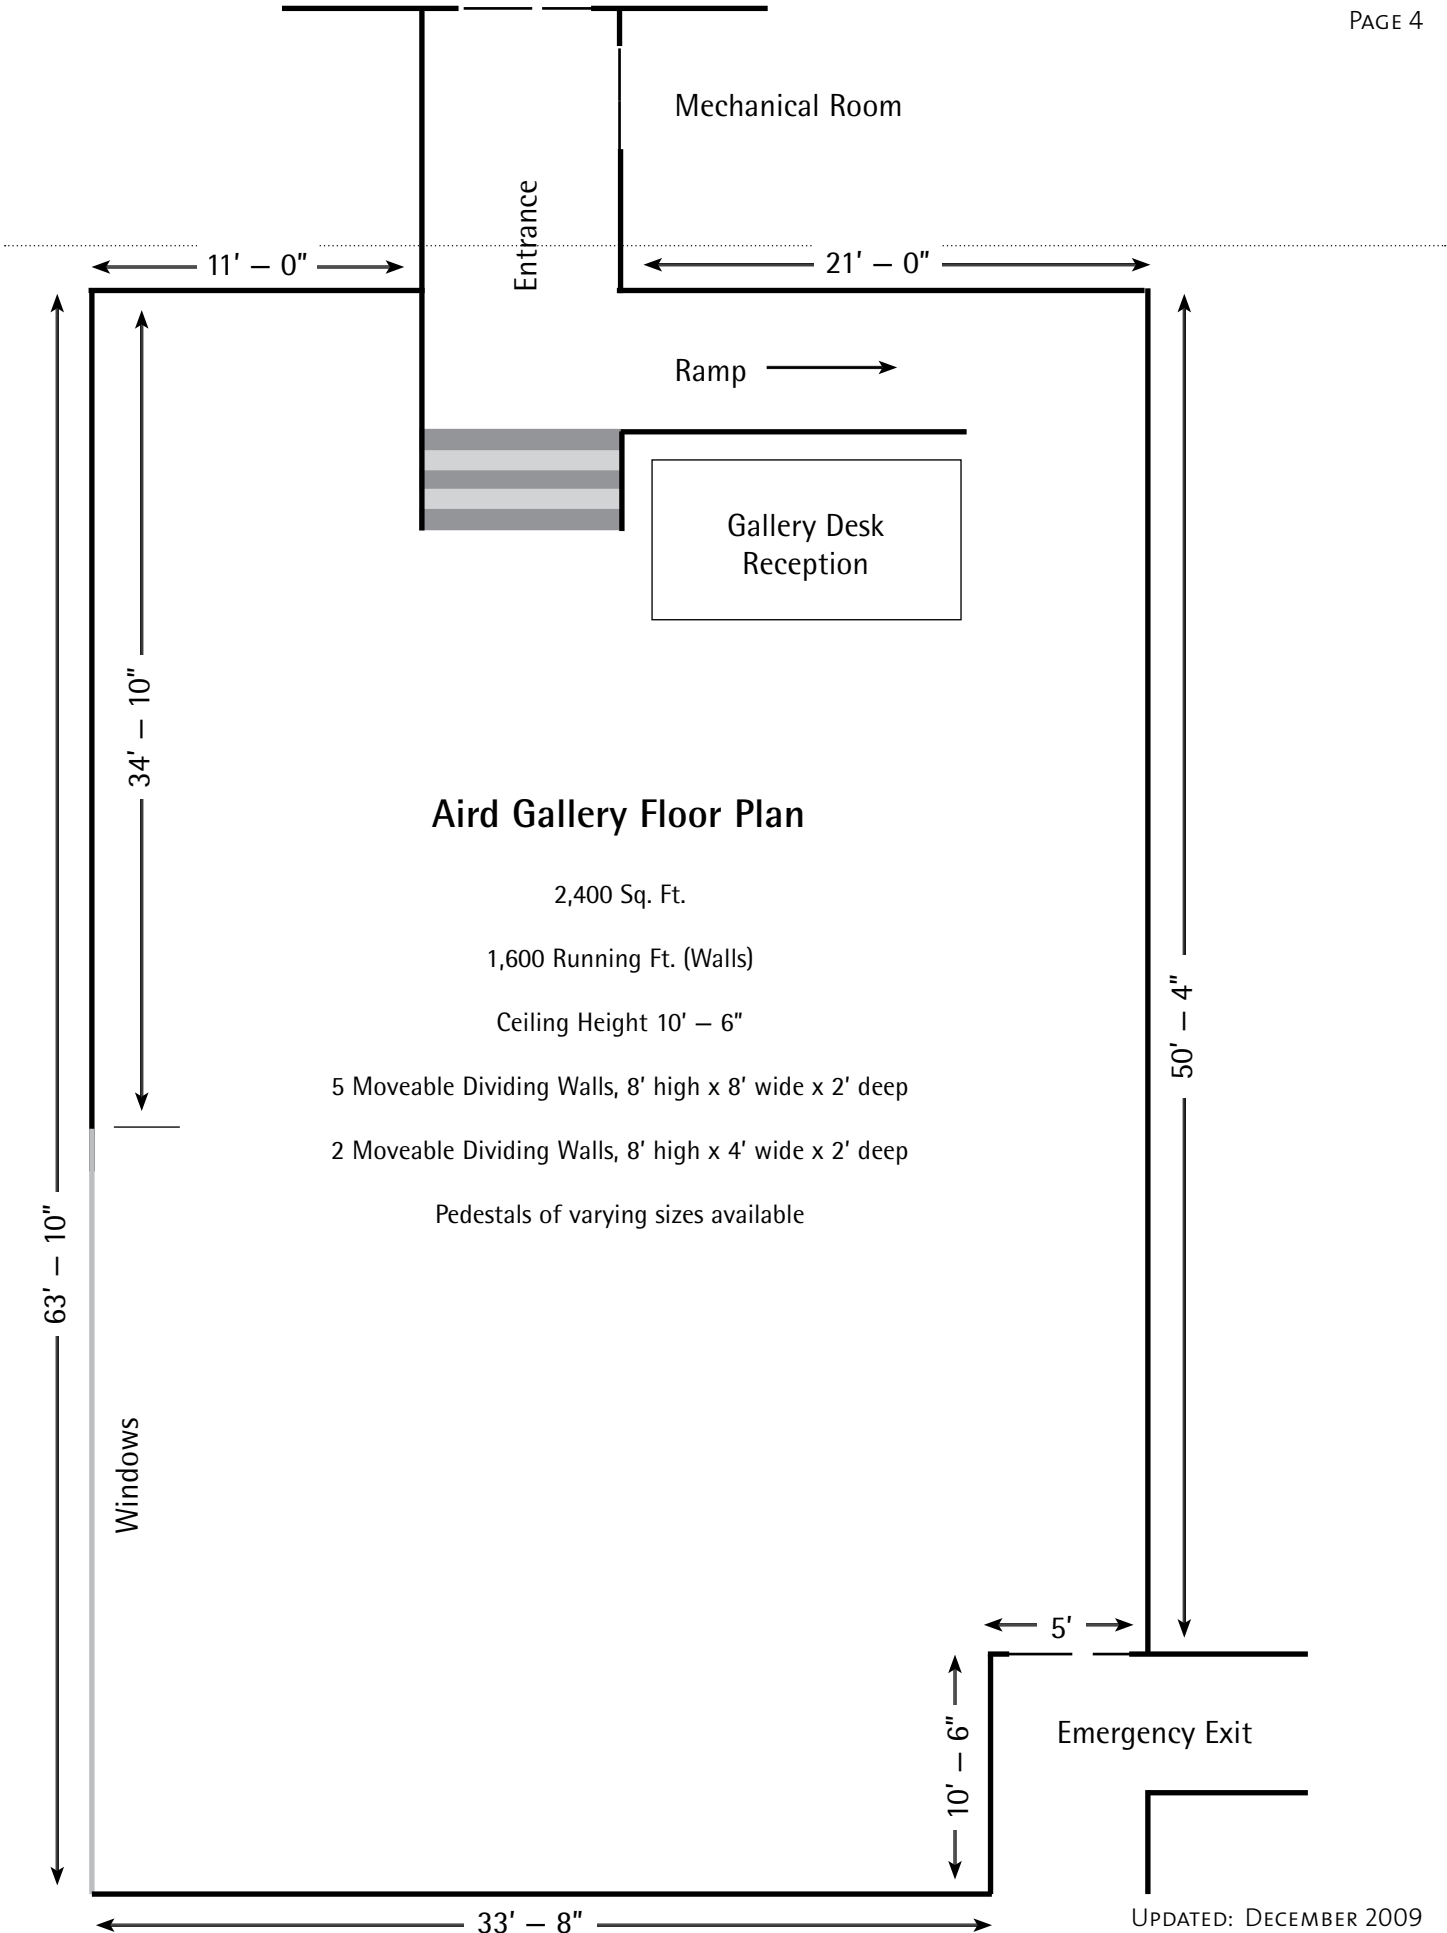 PAGE 4
Mechanical Room
Entrance
11’ – 0”
21’ – 0”
Ramp
Gallery Desk
Reception
34’ – 10”
Aird Gallery Floor Plan
2,400 Sq. Ft.
1,600 Running Ft. (Walls)
Ceiling Height 10’ – 6”
5 Moveable Dividing Walls, 8’ high x 8’ wide x 2’ deep
2 Moveable Dividing Walls, 8’ high x 4’ wide x 2’ deep
Pedestals of varying sizes available
50’ – 4”
63’ – 10”
Windows
5’
10’ – 6”
Emergency Exit
33’ – 8”
UPDATED: DECEMBER 2009